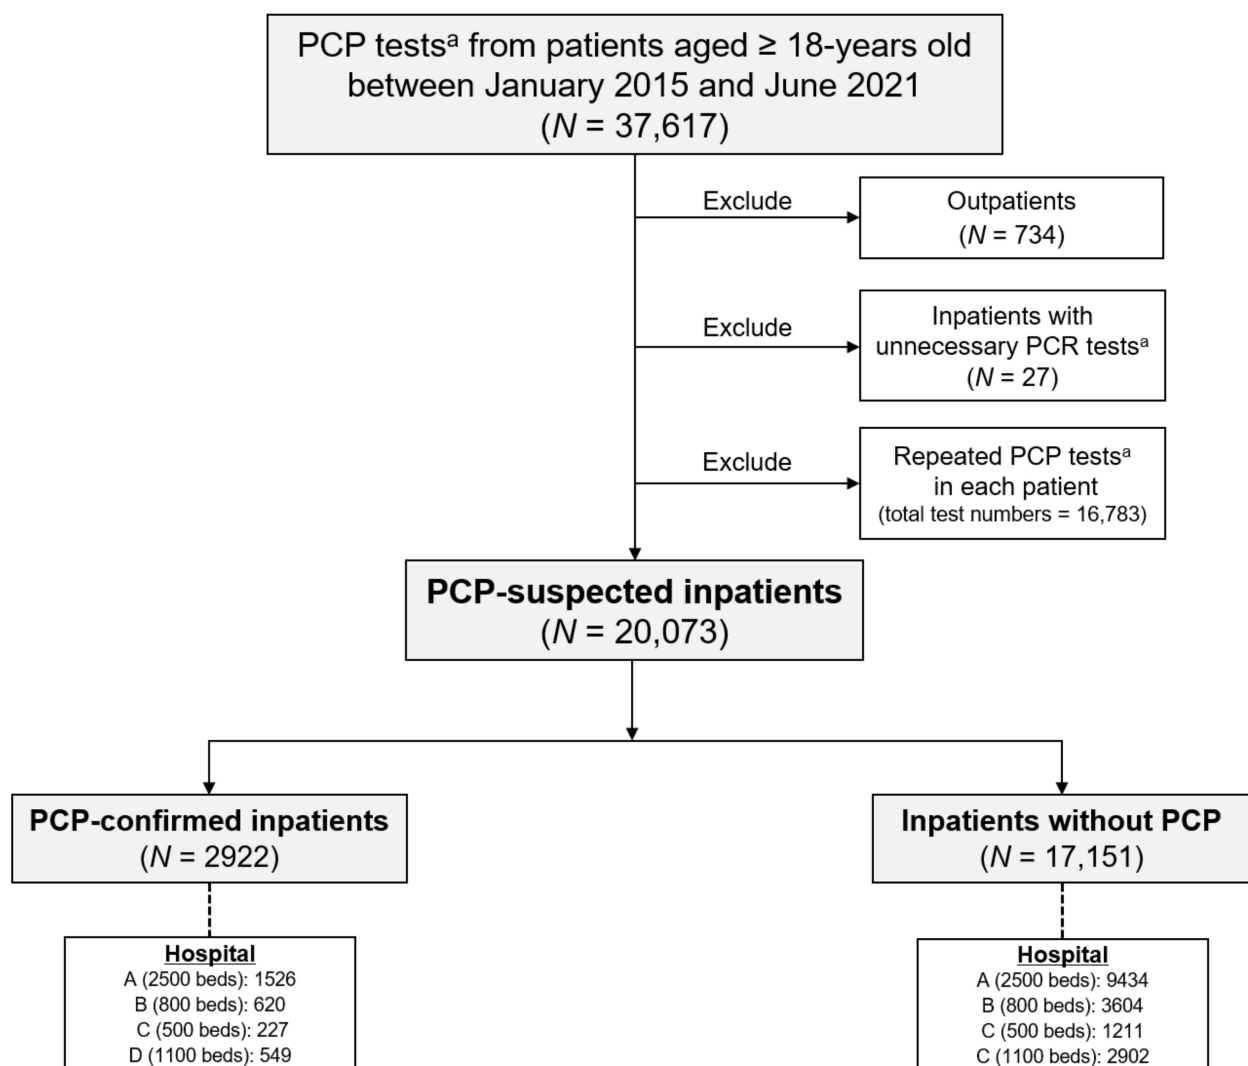 PCP testsᵃ from patients aged ≥ 18-years old
between January 2015 and June 2021
(N = 37,617)
Exclude
Outpatients
(N = 734)
Exclude
Inpatients with
unnecessary PCR testsᵃ
(N = 27)
Exclude
Repeated PCP testsᵃ
in each patient
(total test numbers = 16,783)
PCP-suspected inpatients
(N = 20,073)
PCP-confirmed inpatients
(N = 2922)
Inpatients without PCP
(N = 17,151)
Hospital
A (2500 beds): 1526
B (800 beds): 620
C (500 beds): 227
D (1100 beds): 549
Hospital
A (2500 beds): 9434
B (800 beds): 3604
C (500 beds): 1211
C (1100 beds): 2902